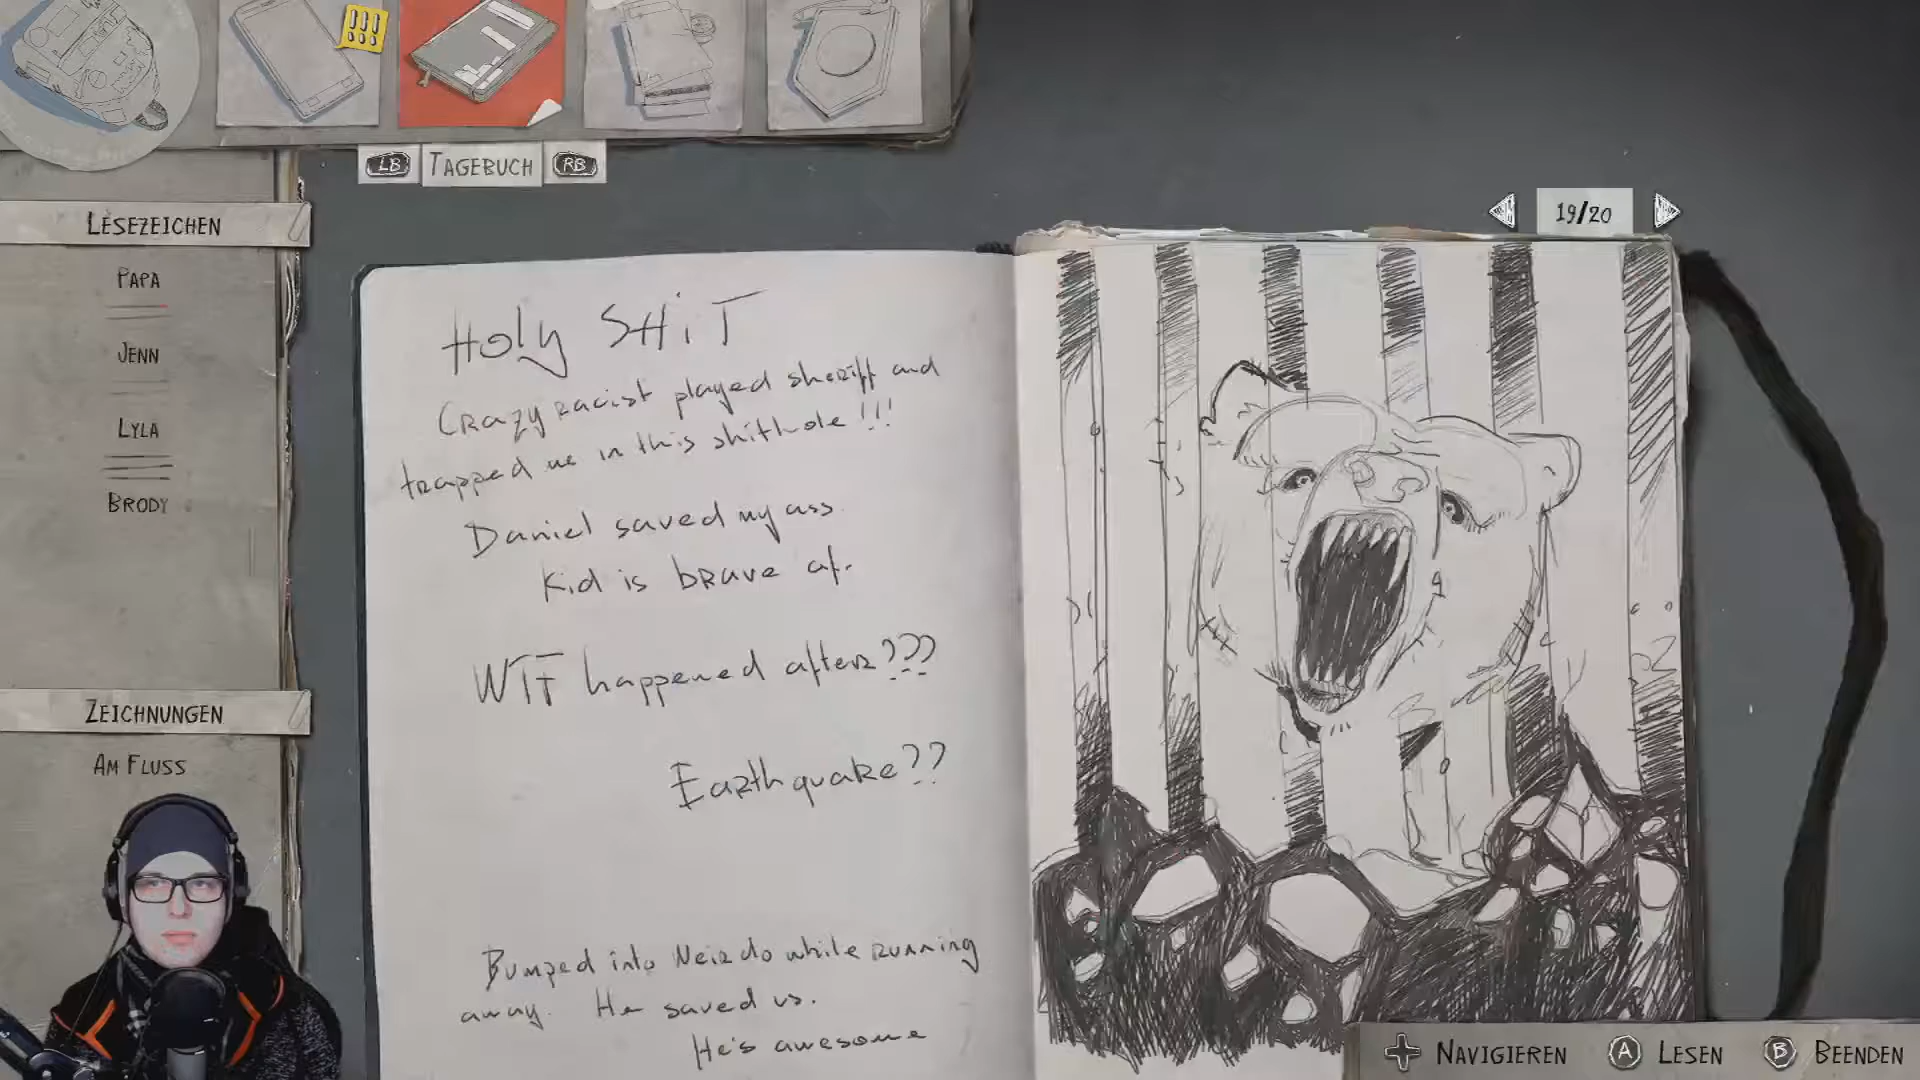 LB TAGEBUCH RB
LESEZEICHEN
PAPA
JENN
LYLA
BRODY
ZEICHNUNGEN
AM FLUSS
19/20
HOLY SHIT
Crazy racist played sheriff and
trapped me in this shithole!!!
Daniel saved my ass.
Kid is brave af.
WTF happened after???
Earthquake??
Bumped into Weirdo while running
away. He saved us.
He's awesome
NAVIGIEREN A LESEN B BEENDEN